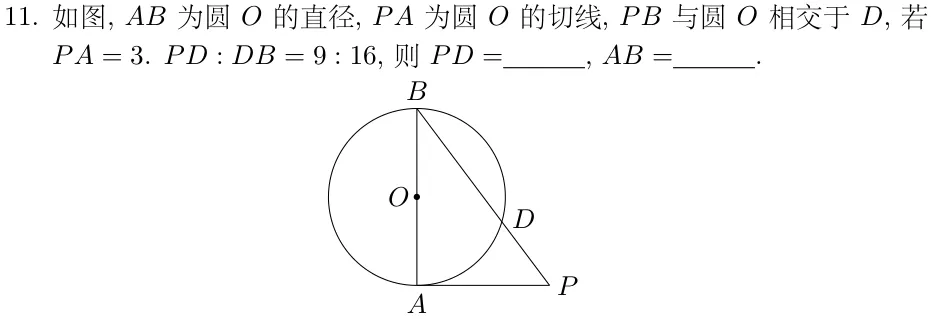 11. 如图, AB 为圆 O 的直径, PA 为圆 O 的切线, PB 与圆 O 相交于 D, 若
PA = 3. PD : DB = 9 : 16, 则 PD =______, AB =______.
B
O
D
P
A